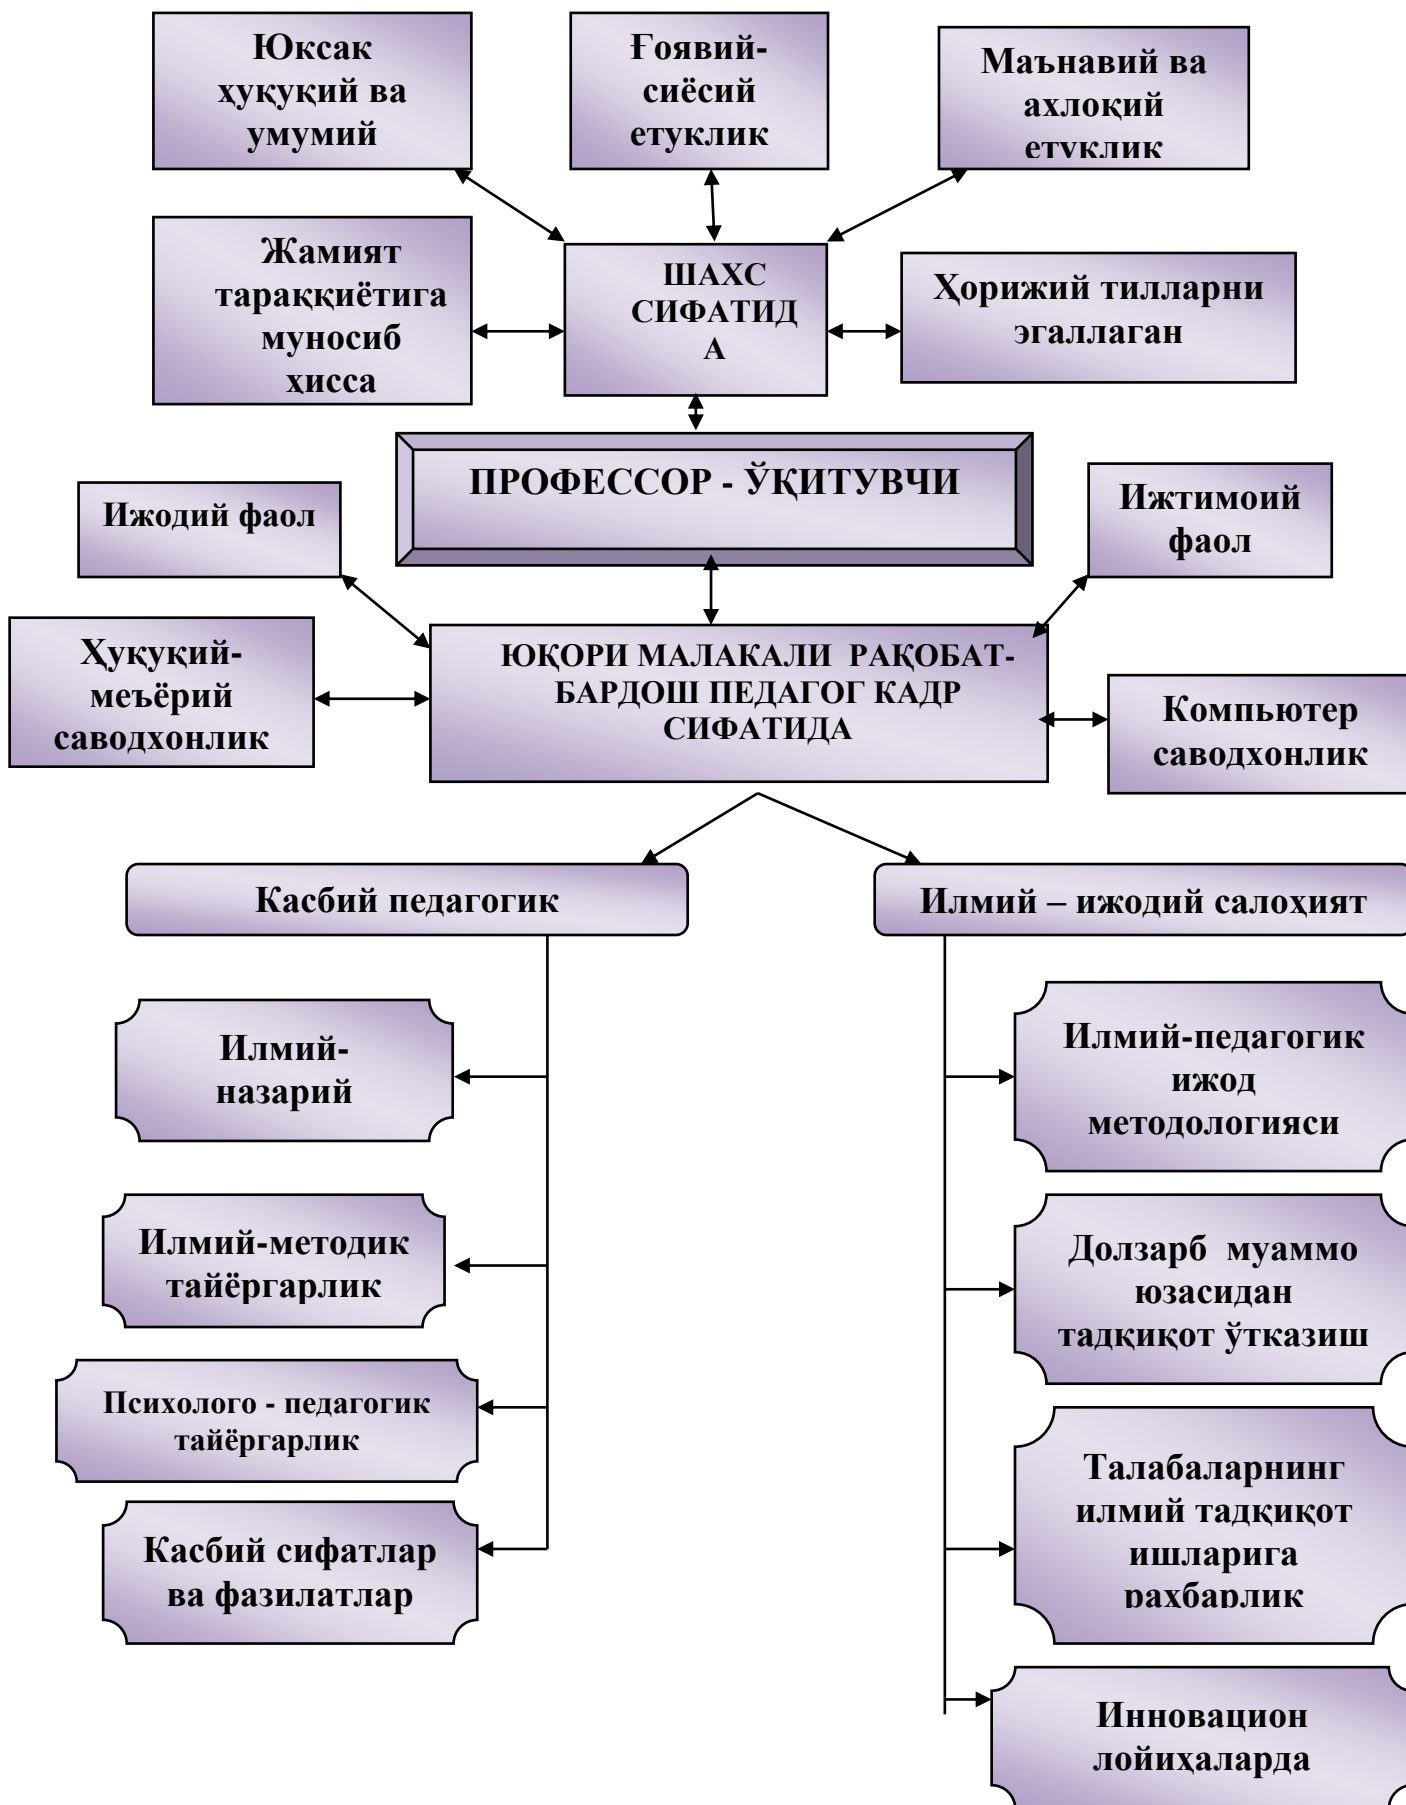 Юксак
ҳуқуқий ва
умумий
Ғоявий-
сиёсий
етуклик
Маънавий ва
ахлоқий
етуклик
Жамият
тараққиётига
муносиб
ҳисса
ШАХС
СИФАТИД
А
Ҳорижий тилларни
эгаллаган
ПРОФЕССОР - ЎҚИТУВЧИ
Ижодий фаол
Ижтимоий
фаол
Ҳуқуқий-
меъёрий
саводхонлик
ЮҚОРИ МАЛАКАЛИ РАҚОБАТ-
БАРДОШ ПЕДАГОГ КАДР
СИФАТИДА
Компьютер
саводхонлик
Касбий педагогик
Илмий – ижодий салоҳият
Илмий-
назарий
Илмий-методик
тайёргарлик
Психолого - педагогик
тайёргарлик
Касбий сифатлар
ва фазилатлар
Илмий-педагогик
ижод
методологияси
Долзарб муаммо
юзасидан
тадқиқот ўтказиш
Талабаларнинг
илмий тадқиқот
ишларига
раҳбарлик
Инновацион
лойиҳаларда